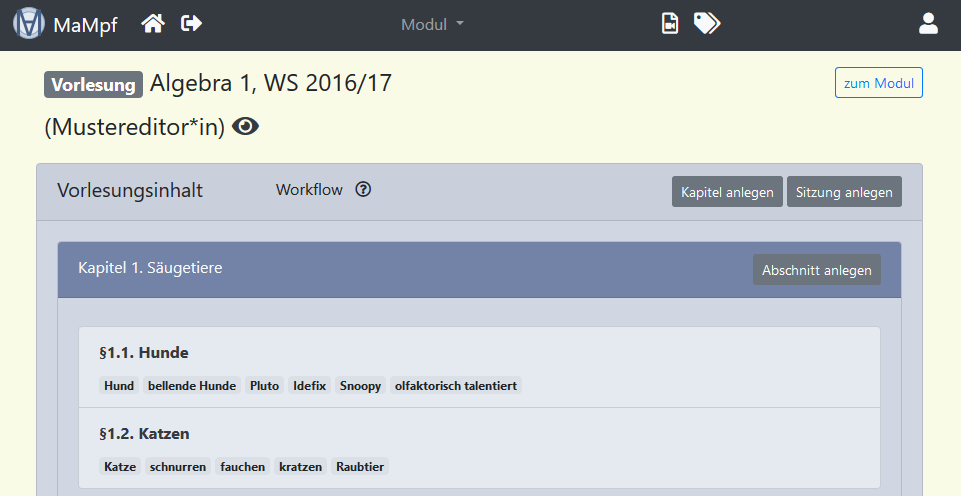 MaMpf Modul
Vorlesung Algebra 1, WS 2016/17 zum Modul
(Mustereditor*in)
Vorlesungsinhalt Workflow Kapitel anlegen Sitzung anlegen
Kapitel 1. Säugetiere Abschnitt anlegen
§1.1. Hunde
Hund bellende Hunde Pluto Idefix Snoopy olfaktorisch talentiert
§1.2. Katzen
Katze schnurren fauchen kratzen Raubtier